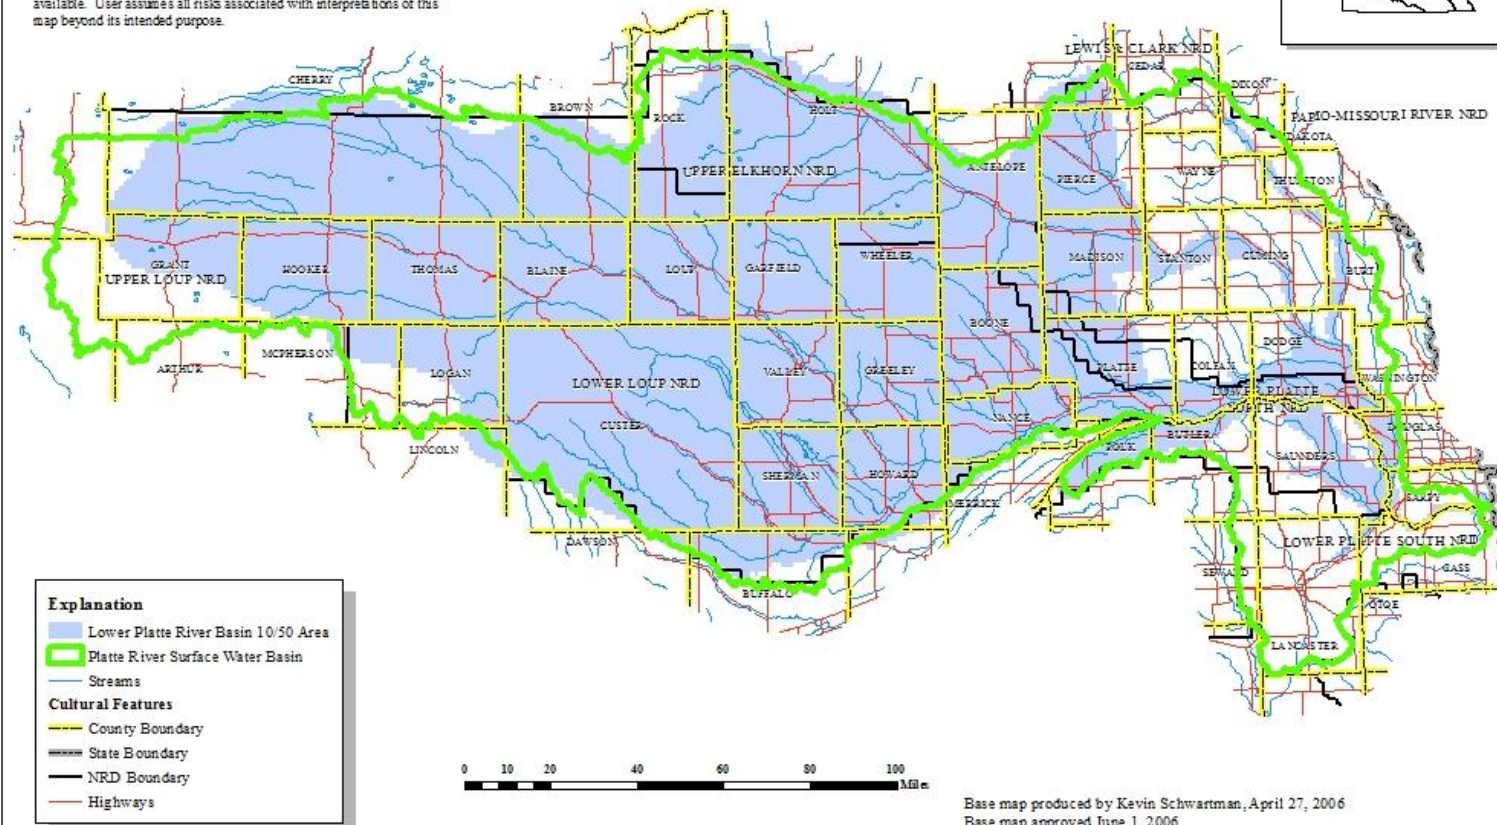 available. User assumes all risks associated with interpretations of this
map beyond its intended purpose.
LEWIS & CLARK NRD
CEDAR
CHERRY
DIXON
BROWN
ROCK
HOLT
PAPIO-MISSOURI RIVER NRD
DAKOTA
UPPER ELKHORN NRD
ANTELOPE
PIERCE
WAYNE
THURSTON
GRANT
UPPER LOUP NRD
HOOKER
THOMAS
BLAINE
LOUP
GARFIELD
WHEELER
MADISON
STANTON
CUMING
BURT
BOONE
MCPHERSON
ARTHUR
LOGAN
LOWER LOUP NRD
VALLEY
GREELEY
PLATTE
COLFAX
DODGE
WASHINGTON
LOWER PLATTE
NORTH NRD
NANCE
CUSTER
LINCOLN
POLK
BUTLER
DOUGLAS
SAUNDERS
SHERMAN
HOWARD
MERRICK
SARPY
DAWSON
LOWER PLATTE SOUTH NRD
SEWARD
CASS
BUFFALO
OTOE
LANCASTER
Explanation
Lower Platte River Basin 10/50 Area
Platte River Surface Water Basin
Streams
Cultural Features
County Boundary
State Boundary
NRD Boundary
Highways
0 10 20 40 60 80 100
Miles
Base map produced by Kevin Schwartman, April 27, 2006
Base map approved June 1, 2006